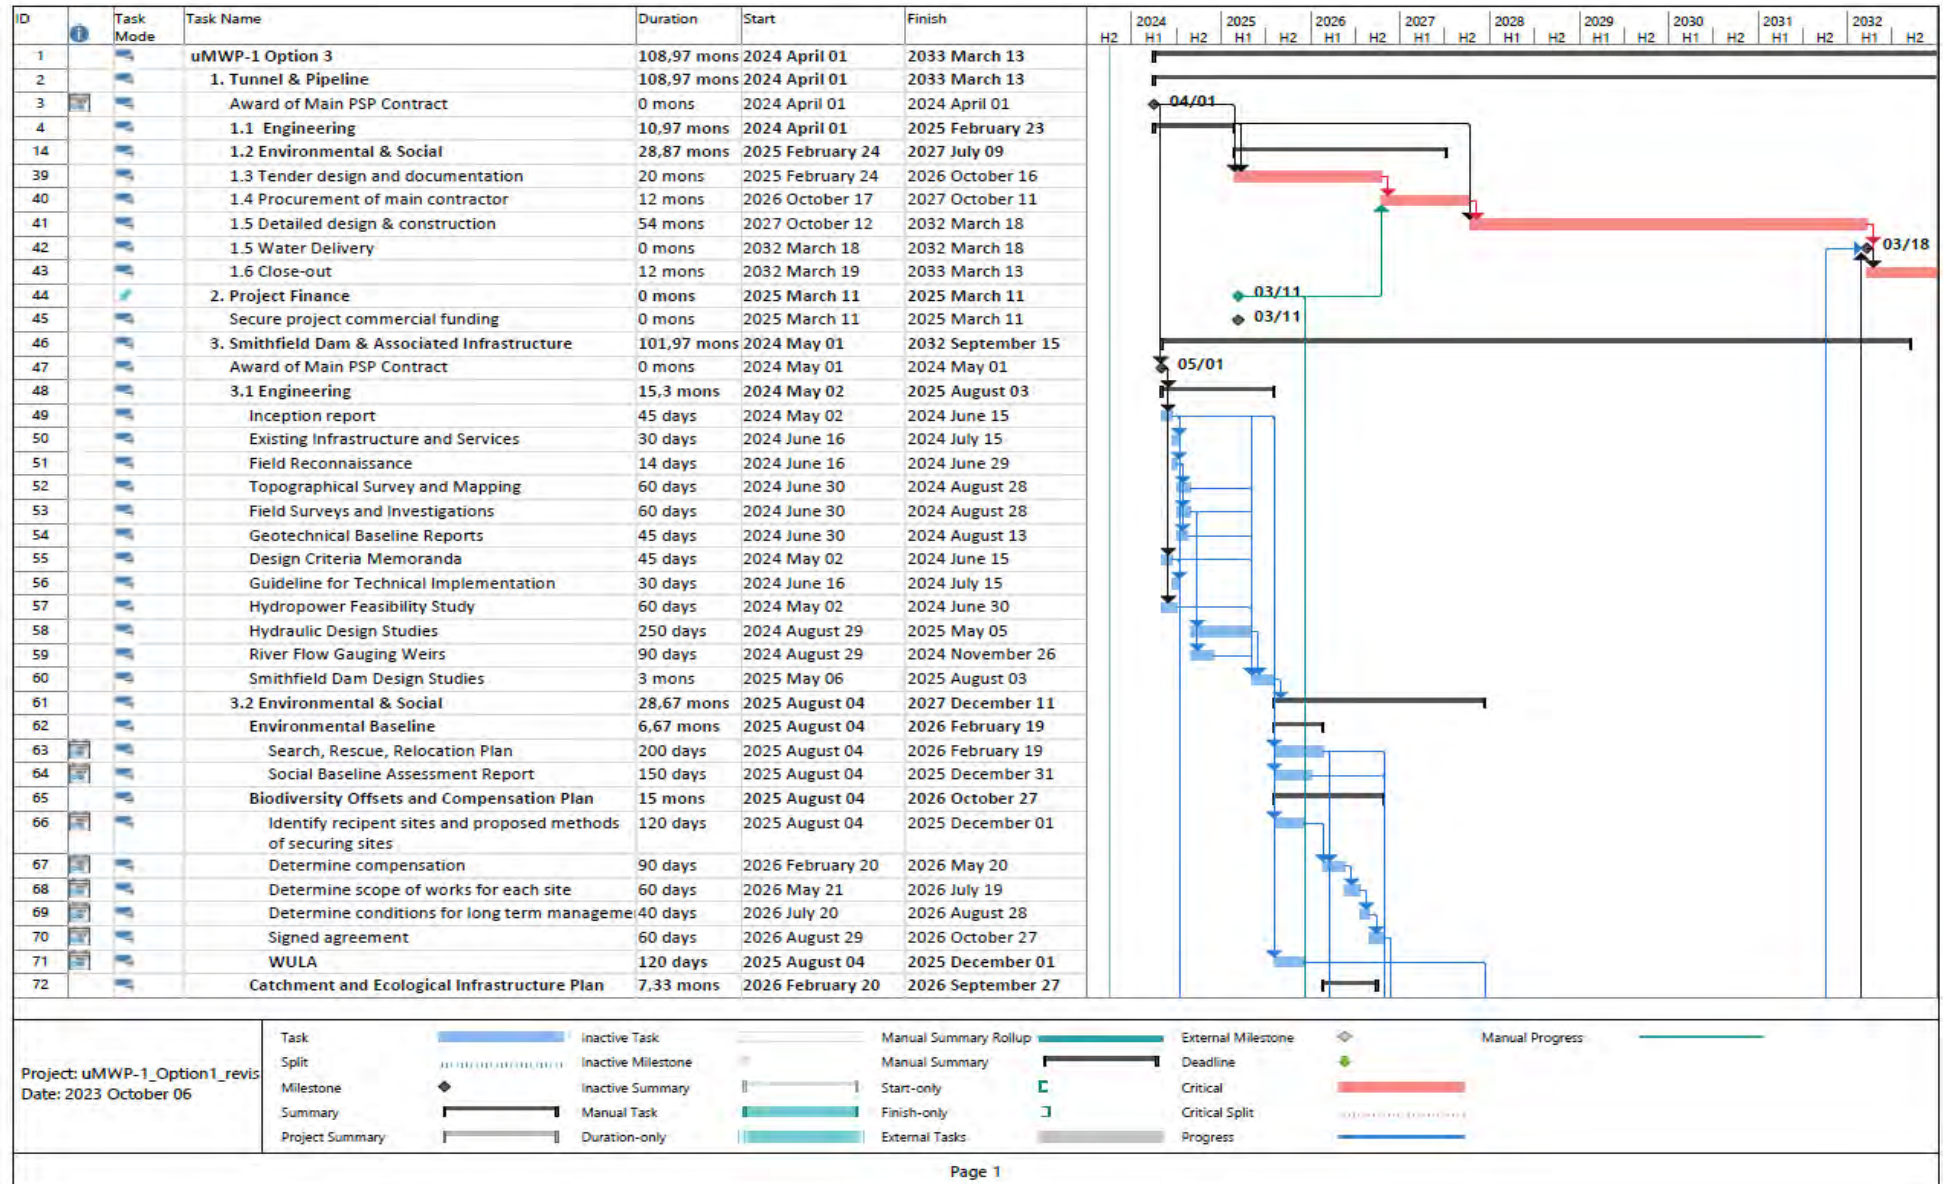 ID Task Mode Task Name Duration Start Finish
2024 2025 2026 2027 2028 2029 2030 2031 2032
H2 H1 H2 H1 H2 H1 H2 H1 H2 H1 H2 H1 H2 H1 H2 H1 H2 H1 H2
1 uMWP-1 Option 3 108,97 mons 2024 April 01 2033 March 13
2 1. Tunnel & Pipeline 108,97 mons 2024 April 01 2033 March 13
3 Award of Main PSP Contract 0 mons 2024 April 01 2024 April 01 04/01
4 1.1 Engineering 10,97 mons 2024 April 01 2025 February 23
14 1.2 Environmental & Social 28,87 mons 2025 February 24 2027 July 09
39 1.3 Tender design and documentation 20 mons 2025 February 24 2026 October 16
40 1.4 Procurement of main contractor 12 mons 2026 October 17 2027 October 11
41 1.5 Detailed design & construction 54 mons 2027 October 12 2032 March 18
42 1.5 Water Delivery 0 mons 2032 March 18 2032 March 18 03/18
43 1.6 Close-out 12 mons 2032 March 19 2033 March 13
44 2. Project Finance 0 mons 2025 March 11 2025 March 11 03/11
45 Secure project commercial funding 0 mons 2025 March 11 2025 March 11 03/11
46 3. Smithfield Dam & Associated Infrastructure 101,97 mons 2024 May 01 2032 September 15
47 Award of Main PSP Contract 0 mons 2024 May 01 2024 May 01 05/01
48 3.1 Engineering 15,3 mons 2024 May 02 2025 August 03
49 Inception report 45 days 2024 May 02 2024 June 15
50 Existing Infrastructure and Services 30 days 2024 June 16 2024 July 15
51 Field Reconnaissance 14 days 2024 June 16 2024 June 29
52 Topographical Survey and Mapping 60 days 2024 June 30 2024 August 28
53 Field Surveys and Investigations 60 days 2024 June 30 2024 August 28
54 Geotechnical Baseline Reports 45 days 2024 June 30 2024 August 13
55 Design Criteria Memoranda 45 days 2024 May 02 2024 June 15
56 Guideline for Technical Implementation 30 days 2024 June 16 2024 July 15
57 Hydropower Feasibility Study 60 days 2024 May 02 2024 June 30
58 Hydraulic Design Studies 250 days 2024 August 29 2025 May 05
59 River Flow Gauging Weirs 90 days 2024 August 29 2024 November 26
60 Smithfield Dam Design Studies 3 mons 2025 May 06 2025 August 03
61 3.2 Environmental & Social 28,67 mons 2025 August 04 2027 December 11
62 Environmental Baseline 6,67 mons 2025 August 04 2026 February 19
63 Search, Rescue, Relocation Plan 200 days 2025 August 04 2026 February 19
64 Social Baseline Assessment Report 150 days 2025 August 04 2025 December 31
65 Biodiversity Offsets and Compensation Plan 15 mons 2025 August 04 2026 October 27
66 Identify recipent sites and proposed methods 120 days 2025 August 04 2025 December 01
of securing sites
67 Determine compensation 90 days 2026 February 20 2026 May 20
68 Determine scope of works for each site 60 days 2026 May 21 2026 July 19
69 Determine conditions for long term manageme 40 days 2026 July 20 2026 August 28
70 Signed agreement 60 days 2026 August 29 2026 October 27
71 WULA 120 days 2025 August 04 2025 December 01
72 Catchment and Ecological Infrastructure Plan 7,33 mons 2026 February 20 2026 September 27
Project: uMWP-1_Option1_revis
Date: 2023 October 06
Task Inactive Task Manual Summary Rollup External Milestone Manual Progress
Split Inactive Milestone Manual Summary Deadline
Milestone Inactive Summary Start-only Critical
Summary Manual Task Finish-only Critical Split
Project Summary Duration-only External Tasks Progress
Page 1